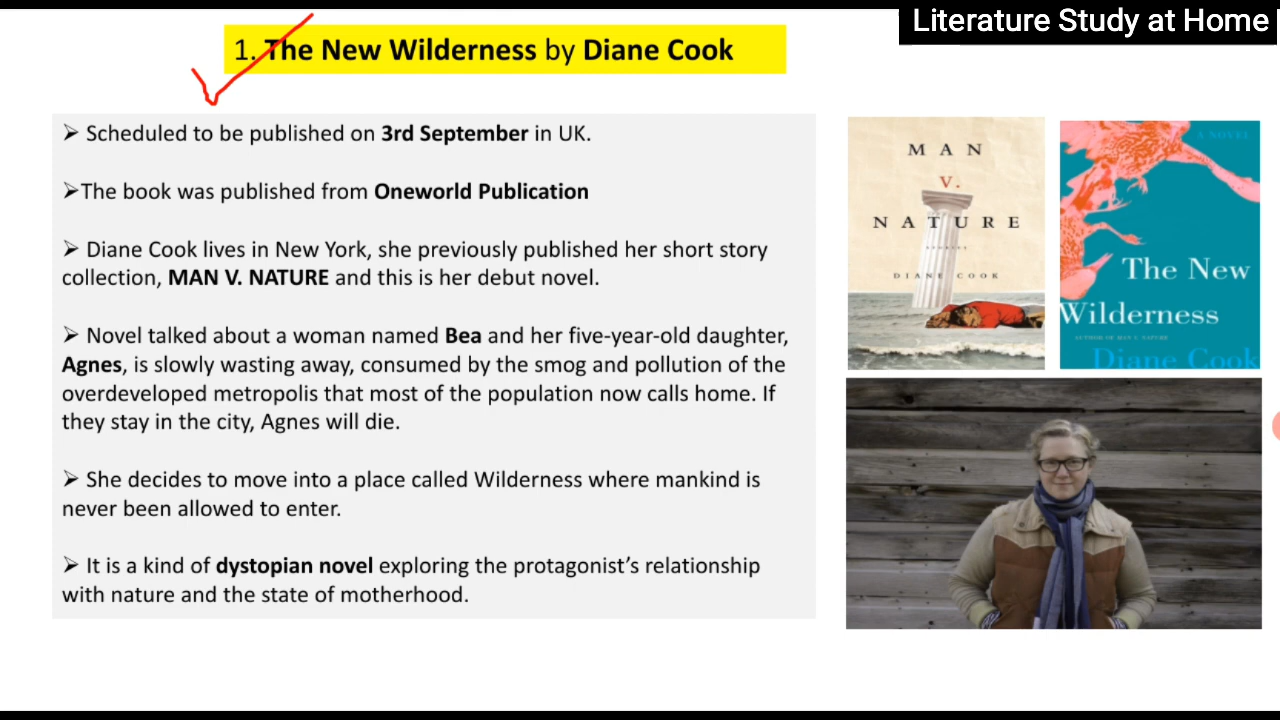 Literature Study at Home
1. The New Wilderness by Diane Cook
➢ Scheduled to be published on 3rd September in UK.
➢The book was published from Oneworld Publication
➢ Diane Cook lives in New York, she previously published her short story
collection, MAN V. NATURE and this is her debut novel.
➢ Novel talked about a woman named Bea and her five-year-old daughter,
Agnes, is slowly wasting away, consumed by the smog and pollution of the
overdeveloped metropolis that most of the population now calls home. If
they stay in the city, Agnes will die.
➢ She decides to move into a place called Wilderness where mankind is
never been allowed to enter.
➢ It is a kind of dystopian novel exploring the protagonist’s relationship
with nature and the state of motherhood.
MAN
V.
NATURE
STORIES
DIANE COOK
A NOVEL
The New
Wilderness
AUTHOR OF MAN V. NATURE
Diane Cook